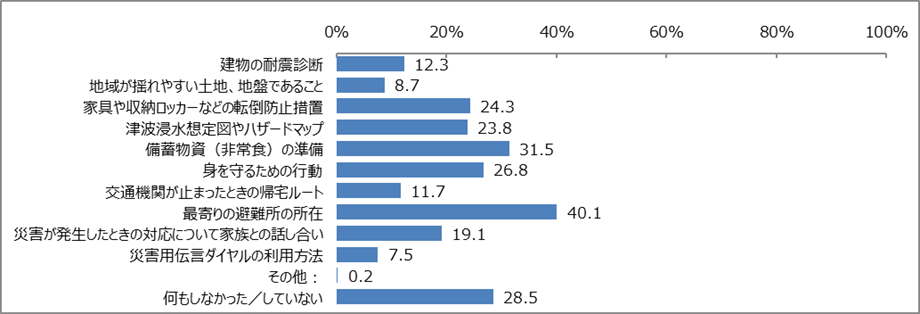 0% 20% 40% 60% 80% 100%
建物の耐震診断 12.3
地域が揺れやすい土地、地盤であること 8.7
家具や収納ロッカーなどの転倒防止措置 24.3
津波浸水想定図やハザードマップ 23.8
備蓄物資（非常食）の準備 31.5
身を守るための行動 26.8
交通機関が止まったときの帰宅ルート 11.7
最寄りの避難所の所在 40.1
災害が発生したときの対応について家族との話し合い 19.1
災害用伝言ダイヤルの利用方法 7.5
その他： 0.2
何もしなかった／していない 28.5